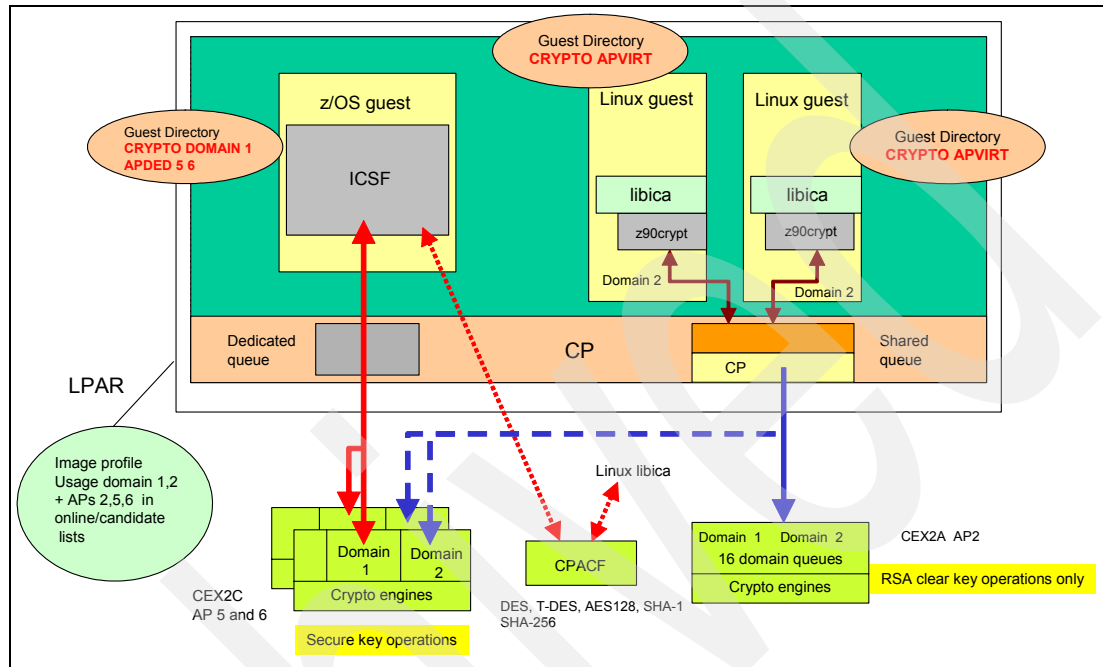 Guest Directory
CRYPTO APVIRT
z/OS guest
Linux guest
Linux guest
Guest Directory
CRYPTO DOMAIN 1
APDED 5 6
Guest Directory
CRYPTO APVIRT
ICSF
libica
libica
z90crypt
z90crypt
Domain 2
Domain 2
Dedicated
queue
CP
Shared
queue
CP
LPAR
Image profile
Usage domain 1,2
+ APs 2,5,6 in
online/candidate
lists
Linux libica
Domain
1
Domain
2
Crypto engines
CEX2C
AP 5 and 6
Secure key operations
CPACF
DES, T-DES, AES128, SHA-1
SHA-256
Domain 1
Domain 2
16 domain queues
Crypto engines
CEX2A AP2
RSA clear key operations only